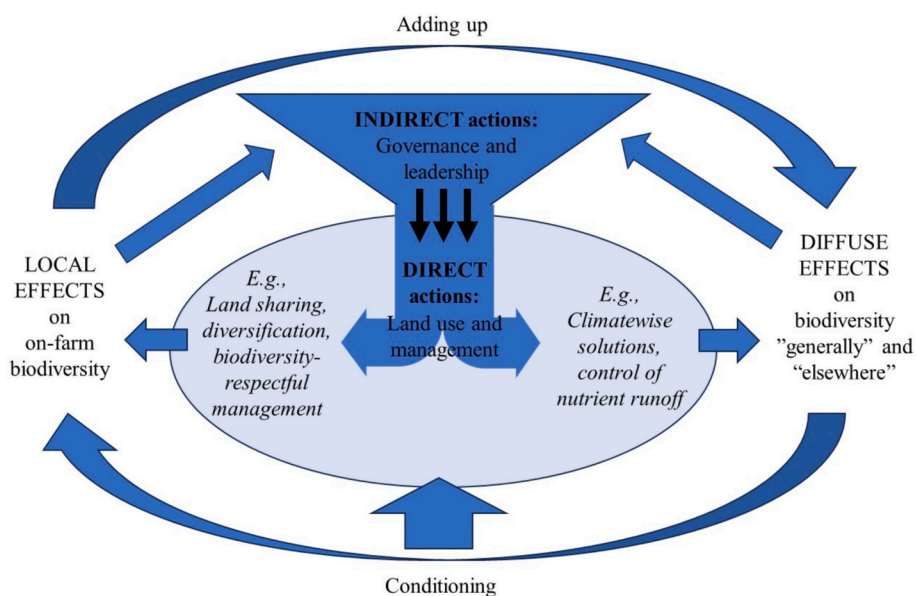 Adding up
INDIRECT actions:
Governance and
leadership
LOCAL
EFFECTS
on
on-farm
biodiversity
E.g.,
Land sharing,
diversification,
biodiversity-
respectful
management
DIRECT
actions:
Land use and
management
E.g.,
Climatewise
solutions,
control of
nutrient runoff
DIFFUSE
EFFECTS
on
biodiversity
”generally” and
“elsewhere”
Conditioning